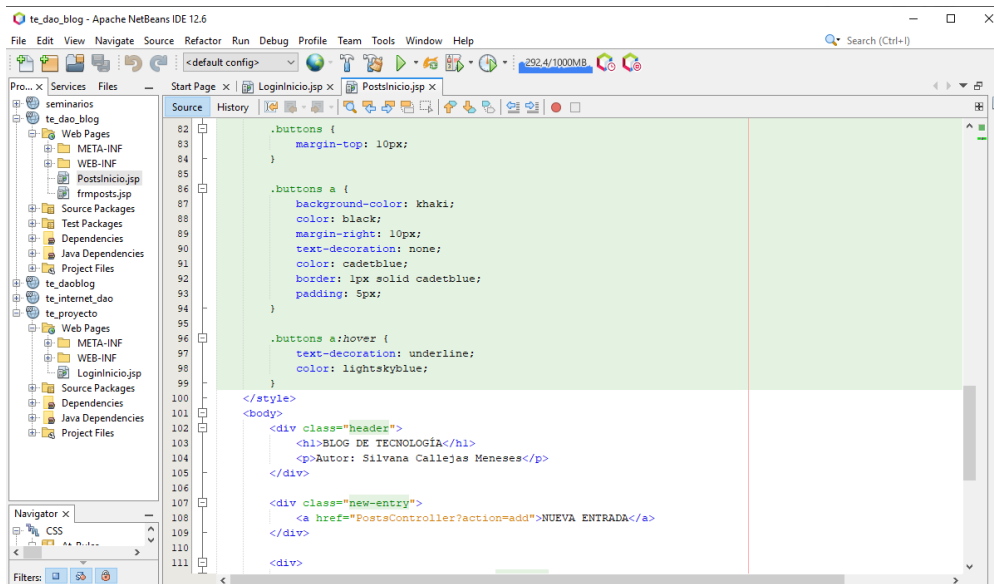 te_dao_blog - Apache NetBeans IDE 12.6
File Edit View Navigate Source Refactor Run Debug Profile Team Tools Window Help
Search (Ctrl+I)
<default config>
292,4/1000MB
Pro... Services Files
Start Page LoginInicio.jsp PostsInicio.jsp
Source History
seminarios
te_dao_blog
Web Pages
META-INF
WEB-INF
PostsInicio.jsp
frmposts.jsp
Source Packages
Test Packages
Dependencies
Java Dependencies
Project Files
te_daoblog
te_internet_dao
te_proyecto
Web Pages
META-INF
WEB-INF
LoginInicio.jsp
Source Packages
Dependencies
Java Dependencies
Project Files
Navigator
CSS
At-Rules
Filters:
82 .buttons {
83 margin-top: 10px;
84 }
85
86 .buttons a {
87 background-color: khaki;
88 color: black;
89 margin-right: 10px;
90 text-decoration: none;
91 color: cadetblue;
92 border: 1px solid cadetblue;
93 padding: 5px;
94 }
95
96 .buttons a:hover {
97 text-decoration: underline;
98 color: lightskyblue;
99 }
100 </style>
101 <body>
102 <div class="header">
103 <h1>BLOG DE TECNOLOGÍA</h1>
104 <p>Autor: Silvana Callejas Meneses</p>
105 </div>
106
107 <div class="new-entry">
108 <a href="PostsController?action=add">NUEVA ENTRADA</a>
109 </div>
110
111 <div>